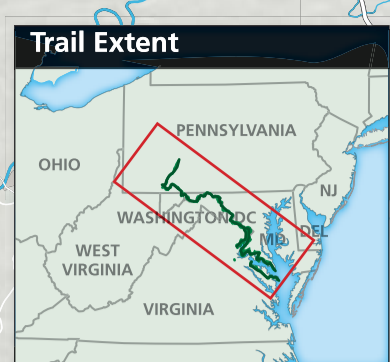 Trail Extent
PENNSYLVANIA
OHIO
NJ
WASHINGTON DC
MD
DEL
WEST
VIRGINIA
VIRGINIA